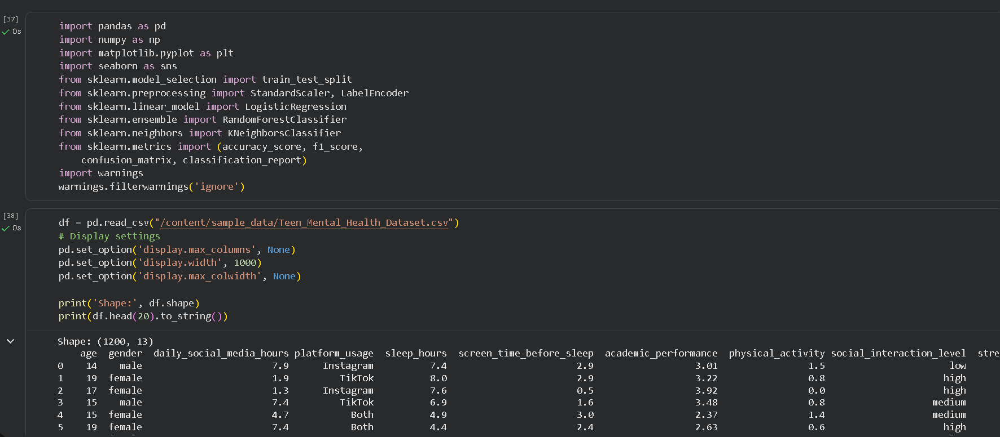 [37]
0s
import pandas as pd
import numpy as np
import matplotlib.pyplot as plt
import seaborn as sns
from sklearn.model_selection import train_test_split
from sklearn.preprocessing import StandardScaler, LabelEncoder
from sklearn.linear_model import LogisticRegression
from sklearn.ensemble import RandomForestClassifier
from sklearn.neighbors import KNeighborsClassifier
from sklearn.metrics import (accuracy_score, f1_score,
    confusion_matrix, classification_report)
import warnings
warnings.filterwarnings('ignore')
[38]
0s
df = pd.read_csv("/content/sample_data/Teen_Mental_Health_Dataset.csv")
# Display settings
pd.set_option('display.max_columns', None)
pd.set_option('display.width', 1000)
pd.set_option('display.max_colwidth', None)
print('Shape:', df.shape)
print(df.head(20).to_string())
Shape: (1200, 13)
age gender daily_social_media_hours platform_usage sleep_hours screen_time_before_sleep academic_performance physical_activity social_interaction_level stre
0 14 male 7.9 Instagram 7.4 2.9 3.01 1.5 low
1 19 female 1.9 TikTok 8.0 2.9 3.22 0.8 high
2 17 female 1.3 Instagram 7.6 0.5 3.92 0.0 high
3 15 male 7.4 TikTok 6.9 1.6 3.48 0.8 medium
4 15 female 4.7 Both 4.9 3.0 2.37 1.4 medium
5 19 female 7.4 Both 4.4 2.4 2.63 0.6 high